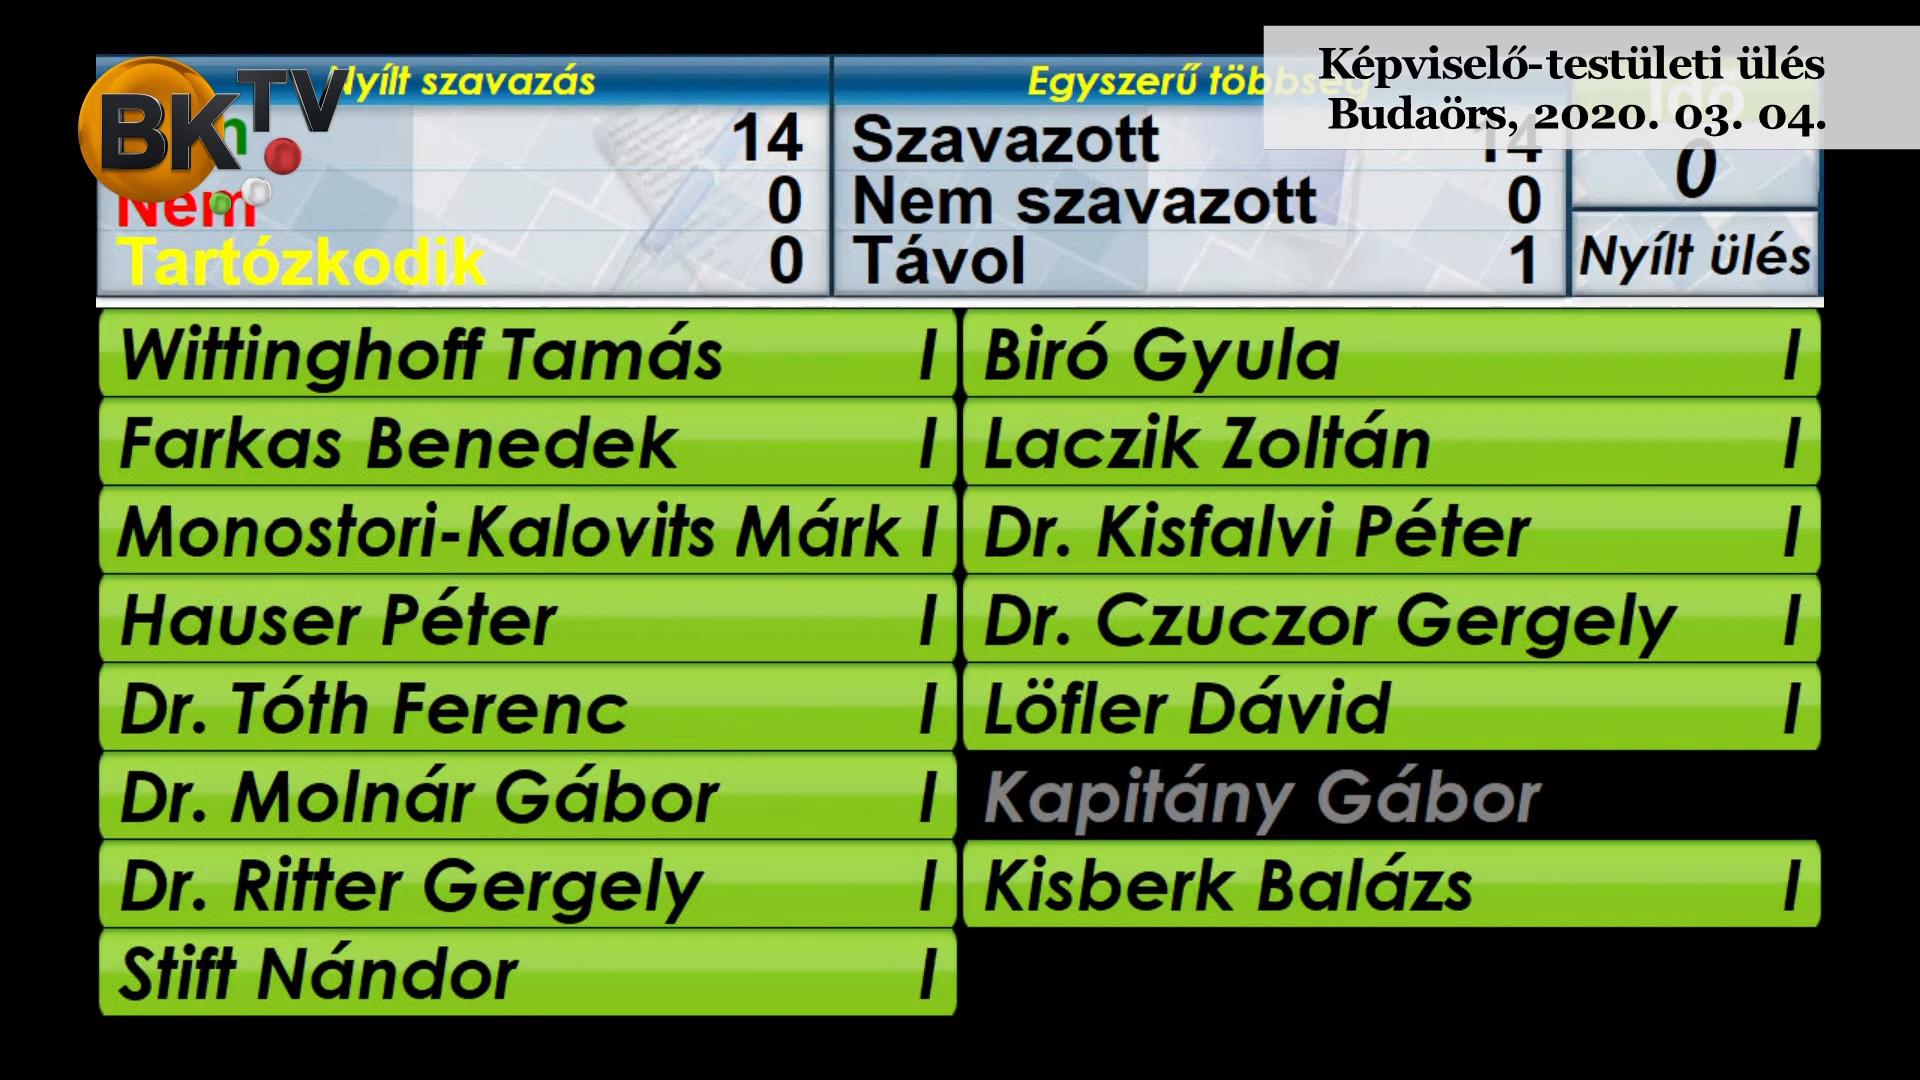 BKTV
Nyílt szavazás
Egyszerű többség
Képviselő-testületi ülés
Budaörs, 2020. 03. 04.
14
Szavazott 14
Idő
0
Nem 0
Nem szavazott 0
Tartózkodik 0
Távol 1
Nyílt ülés
Wittinghoff Tamás I
Farkas Benedek I
Monostori-Kalovits Márk I
Hauser Péter I
Dr. Tóth Ferenc I
Dr. Molnár Gábor I
Dr. Ritter Gergely I
Stift Nándor I
Biró Gyula I
Laczik Zoltán I
Dr. Kisfalvi Péter I
Dr. Czuczor Gergely I
Löfler Dávid I
Kapitány Gábor
Kisberk Balázs I